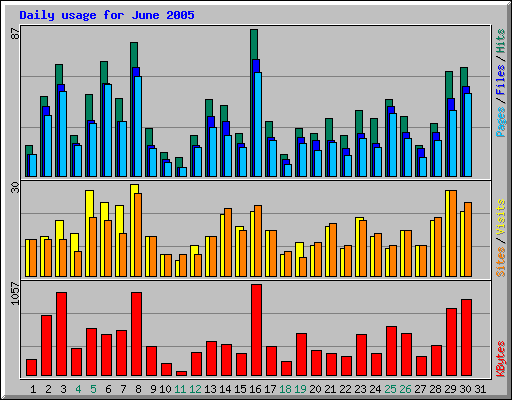 Daily usage for June 2005
87
Pages / Files / Hits
30
Sites / Visits
1057
KBytes
1 2 3 4 5 6 7 8 9 10 11 12 13 14 15 16 17 18 19 20 21 22 23 24 25 26 27 28 29 30 31